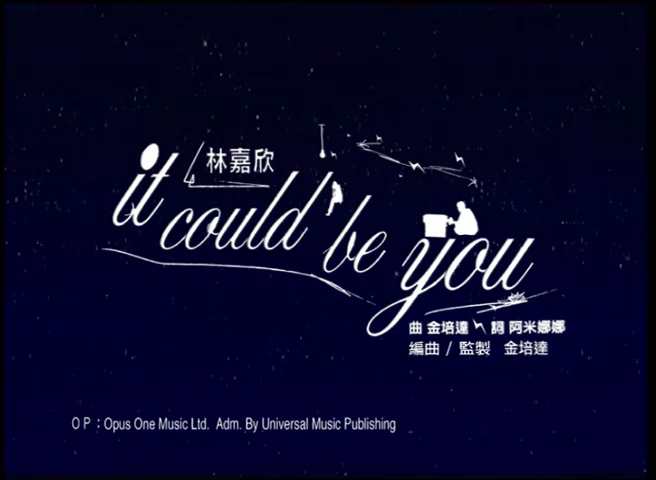 林嘉欣
it could be you
曲 金培達 詞 阿米娜娜
編曲 / 監製 金培達
OP：Opus One Music Ltd. Adm. By Universal Music Publishing